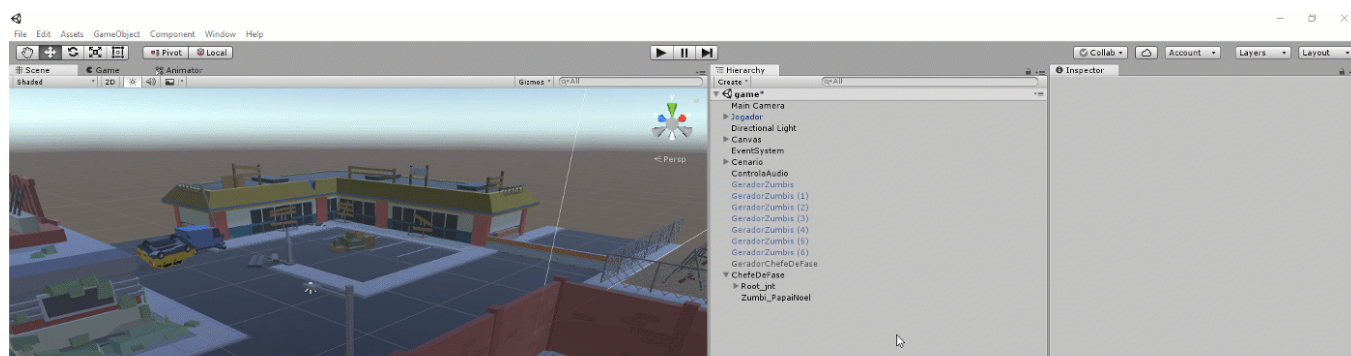 File Edit Assets GameObject Component Window Help
Pivot Local Collab Account Layers Layout
Scene Game Animator
Shaded 2D Gizmos All
Persp
Hierarchy
Create All
game*
Main Camera
Jogador
Directional Light
Canvas
EventSystem
Cenario
ControlaAudio
GeradorZumbis
GeradorZumbis (1)
GeradorZumbis (2)
GeradorZumbis (3)
GeradorZumbis (4)
GeradorZumbis (5)
GeradorZumbis (6)
GeradorChefeDeFase
ChefeDeFase
Root_jnt
Zumbi_PapaiNoel
Inspector